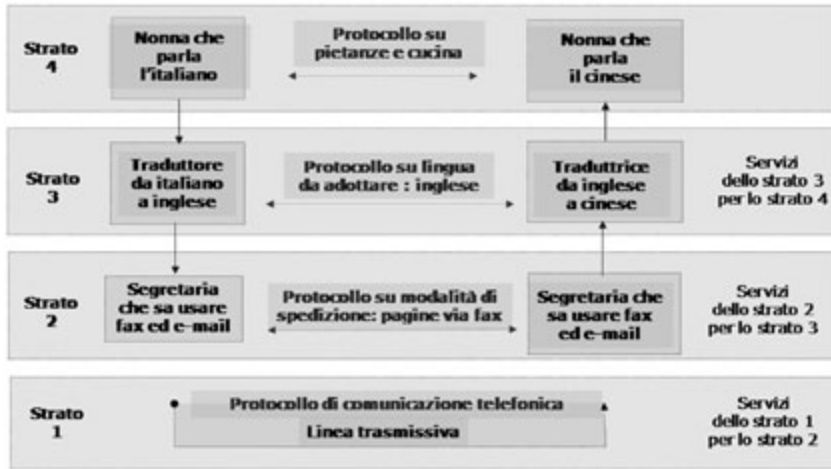 Strato
4
Nonna che
parla
l'italiano
Protocollo su
pietanze e cucina
Nonna che
parla
il cinese
Strato
3
Traduttore
da italiano
a inglese
Protocollo su lingua
da adottare : inglese
Traduttrice
da inglese
a cinese
Servizi
dello strato 3
per lo strato 4
Strato
2
Segretaria
che sa usare
fax ed e-mail
Protocollo su modalità di
spedizione: pagine via fax
Segretaria che
sa usare fax
ed e-mail
Servizi
dello strato 2
per lo strato 3
Strato
1
Protocollo di comunicazione telefonica
Linea trasmissiva
Servizi
dello strato 1
per lo strato 2